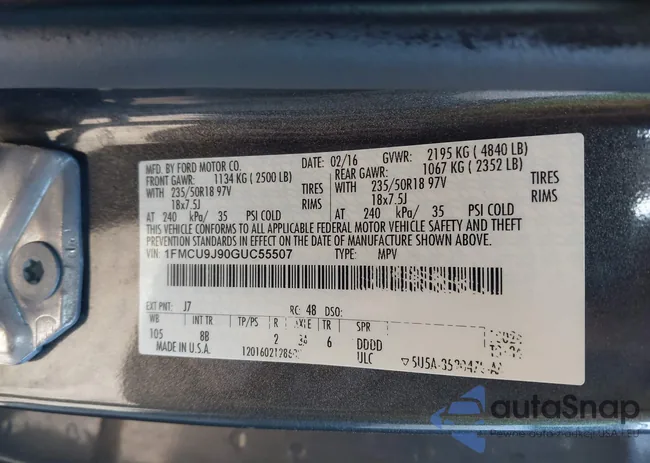 MFD. BY FORD MOTOR CO. DATE: 02/16 GVWR: 2195 KG ( 4840 LB)
FRONT GAWR: 1134 KG ( 2500 LB) REAR GAWR: 1067 KG ( 2352 LB)
WITH 235/50R18 97V TIRES WITH 235/50R18 97V TIRES
18x7.5J RIMS 18x7.5J RIMS
AT 240 kPa/ 35 PSI COLD AT 240 kPa/ 35 PSI COLD
THIS VEHICLE CONFORMS TO ALL APPLICABLE FEDERAL MOTOR VEHICLE SAFETY AND THEFT
PREVENTION STANDARDS IN EFFECT ON THE DATE OF MANUFACTURE SHOWN ABOVE.
VIN: 1FMCU9J90GUC55507 TYPE: MPV
EXT PNT: J7 RC: 48 DSO:
WB INT TR TP/PS R AXLE TR SPR
105 8B 2 6 DDDD
MADE IN U.S.A. ULC
autoSnap